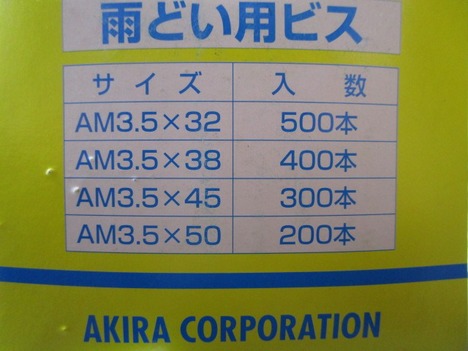 雨どい用ビス
サイズ 入数
AM3.5×32 500本
AM3.5×38 400本
AM3.5×45 300本
AM3.5×50 200本
AKIRA CORPORATION